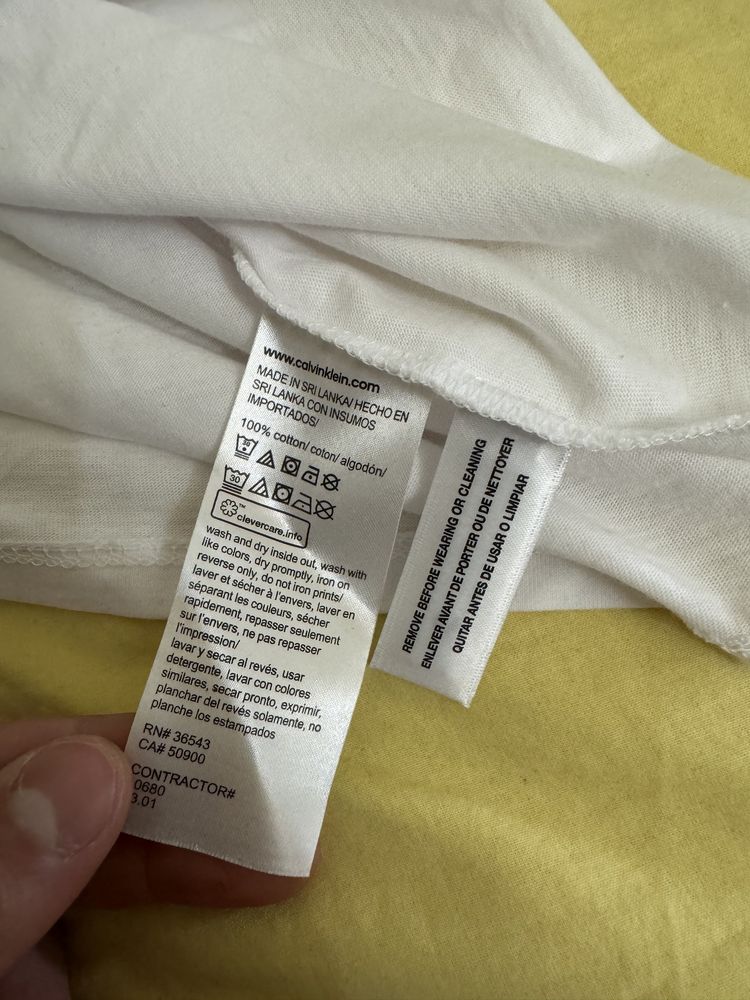 www.calvinklein.com
MADE IN SRI LANKA/ HECHO EN
SRI LANKA CON INSUMOS
IMPORTADOS/
100% cotton/ coton/ algodón/
30
30
™
clevercare.info
wash and dry inside out, wash with
like colors, dry promptly, iron on
reverse only, do not iron prints/
laver et sécher à l'envers, laver en
séparant les couleurs, sécher
rapidement, repasser seulement
sur l'envers, ne pas repasser
l'impression/
lavar y secar al revés, usar
detergente, lavar con colores
similares, secar pronto, exprimir,
planchar del revés solamente, no
planche los estampados
RN# 36543
CA# 50900
CONTRACTOR#
0680
3.01
REMOVE BEFORE WEARING OR CLEANING
ENLEVER AVANT DE PORTER OU DE NETTOYER
QUITAR ANTES DE USAR O LIMPIAR